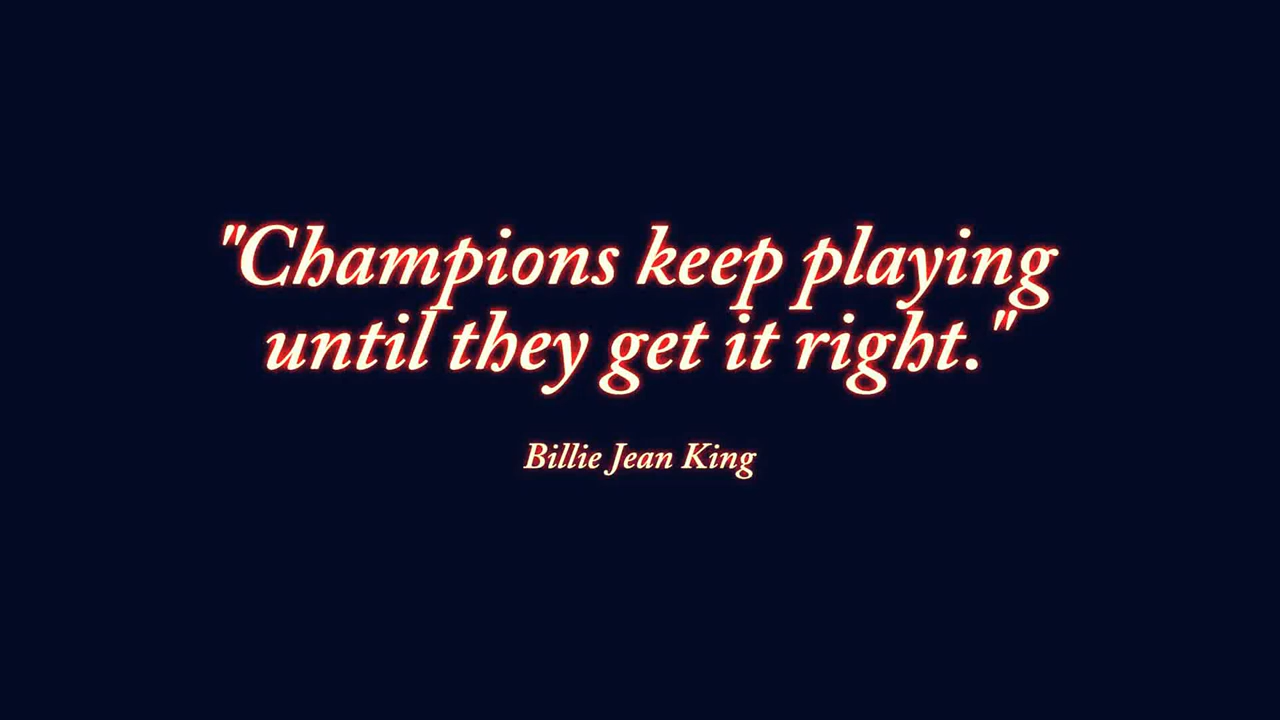 "Champions keep playing
until they get it right."
Billie Jean King